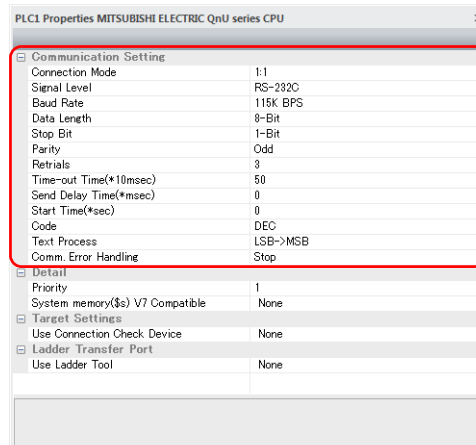 PLC1 Properties MITSUBISHI ELECTRIC QnU series CPU
Communication Setting
Connection Mode 1:1
Signal Level RS-232C
Baud Rate 115K BPS
Data Length 8-Bit
Stop Bit 1-Bit
Parity Odd
Retrials 3
Time-out Time(*10msec) 50
Send Delay Time(*msec) 0
Start Time(*sec) 0
Code DEC
Text Process LSB->MSB
Comm. Error Handling Stop
Detail
Priority 1
System memory($s) V7 Compatible None
Target Settings
Use Connection Check Device None
Ladder Transfer Port
Use Ladder Tool None